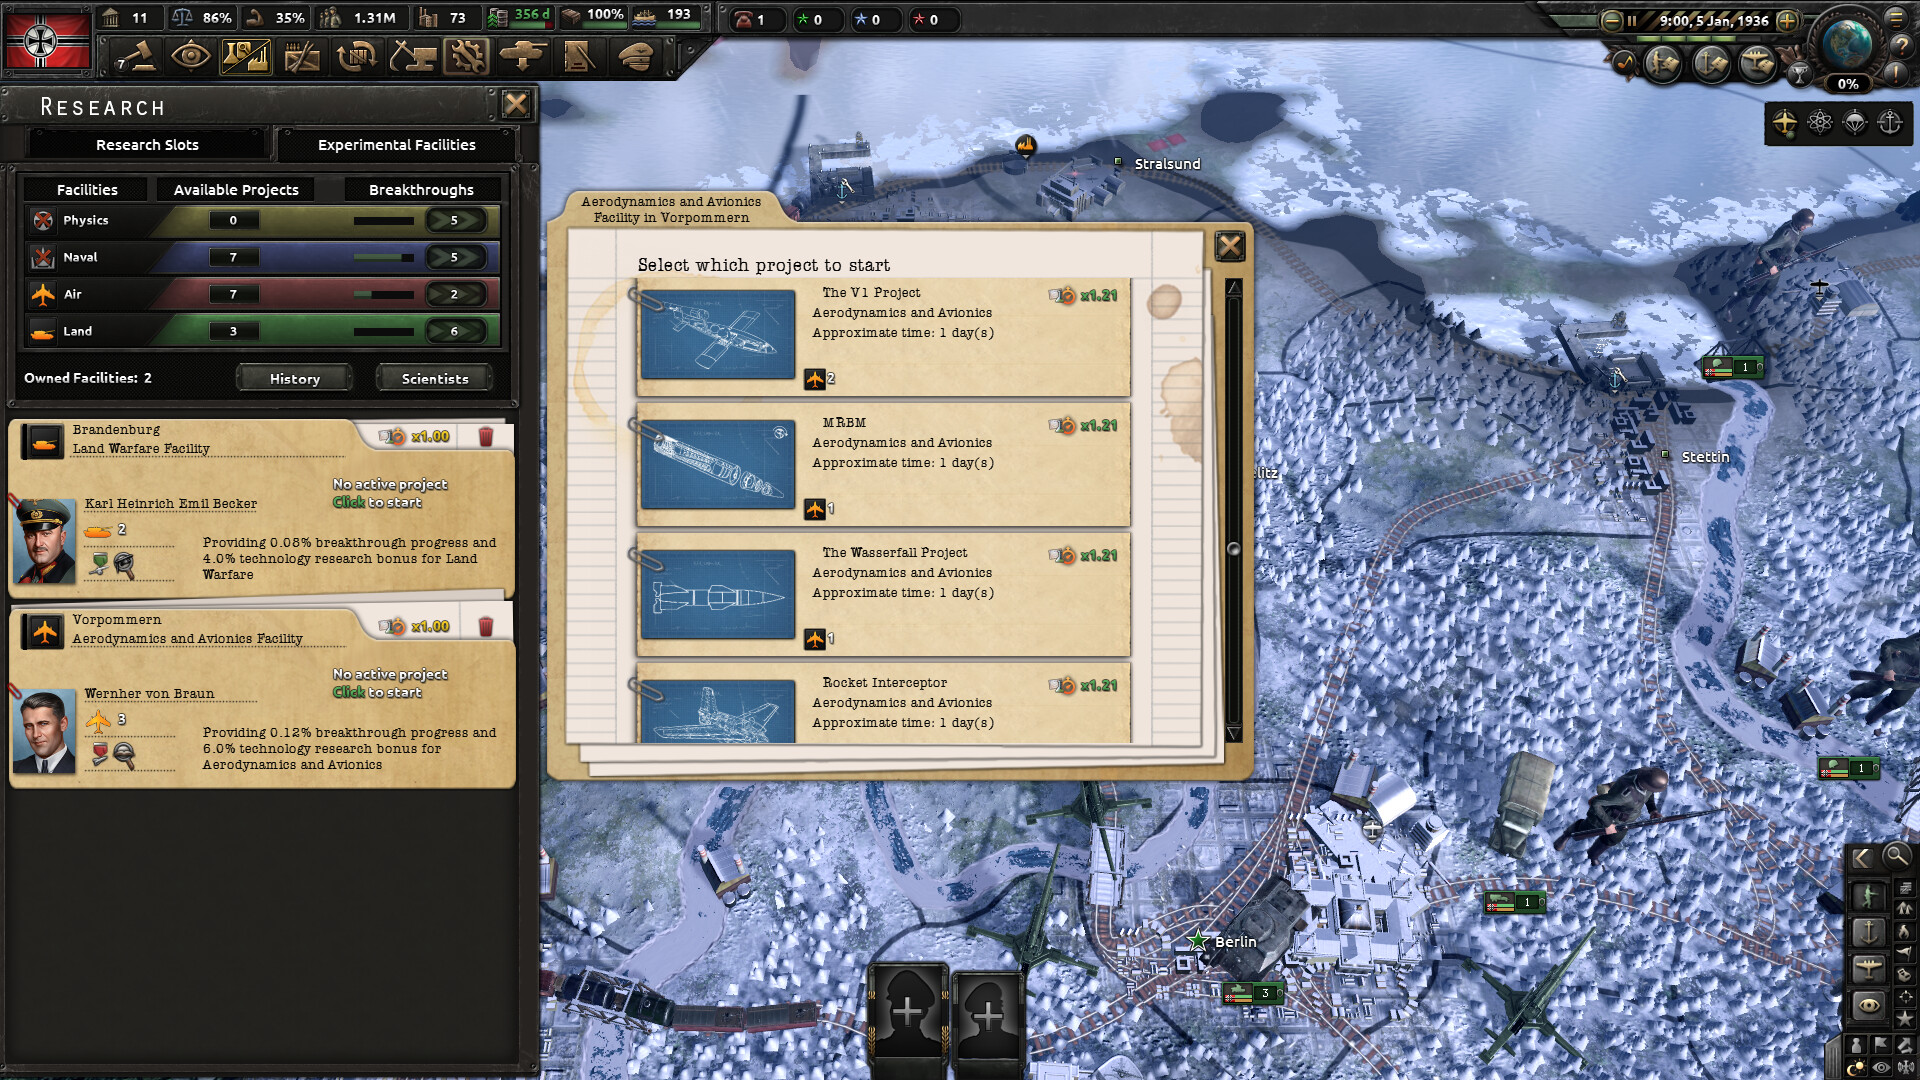 11 86% 35% 1.31M 73 356 d 100% 193 1 0 0 0
9:00, 5 Jan, 1936
7
0%
RESEARCH
Research Slots Experimental Facilities
Facilities Available Projects Breakthroughs
Physics 0 5
Naval 7 5
Air 7 2
Land 3 6
Owned Facilities: 2 History Scientists
Brandenburg
Land Warfare Facility
x1.00
No active project
Click to start
Karl Heinrich Emil Becker
2
Providing 0.08% breakthrough progress and
4.0% technology research bonus for Land
Warfare
Vorpommern
Aerodynamics and Avionics Facility
x1.00
No active project
Click to start
Wernher von Braun
3
Providing 0.12% breakthrough progress and
6.0% technology research bonus for
Aerodynamics and Avionics
Aerodynamics and Avionics
Facility in Vorpommern
Select which project to start
The V1 Project
x1.21
Aerodynamics and Avionics
Approximate time: 1 day(s)
2
MRBM
x1.21
Aerodynamics and Avionics
Approximate time: 1 day(s)
1
The Wasserfall Project
x1.21
Aerodynamics and Avionics
Approximate time: 1 day(s)
1
Rocket Interceptor
x1.21
Aerodynamics and Avionics
Approximate time: 1 day(s)
Stralsund
1
Stettin
elitz
1
1
Berlin
3